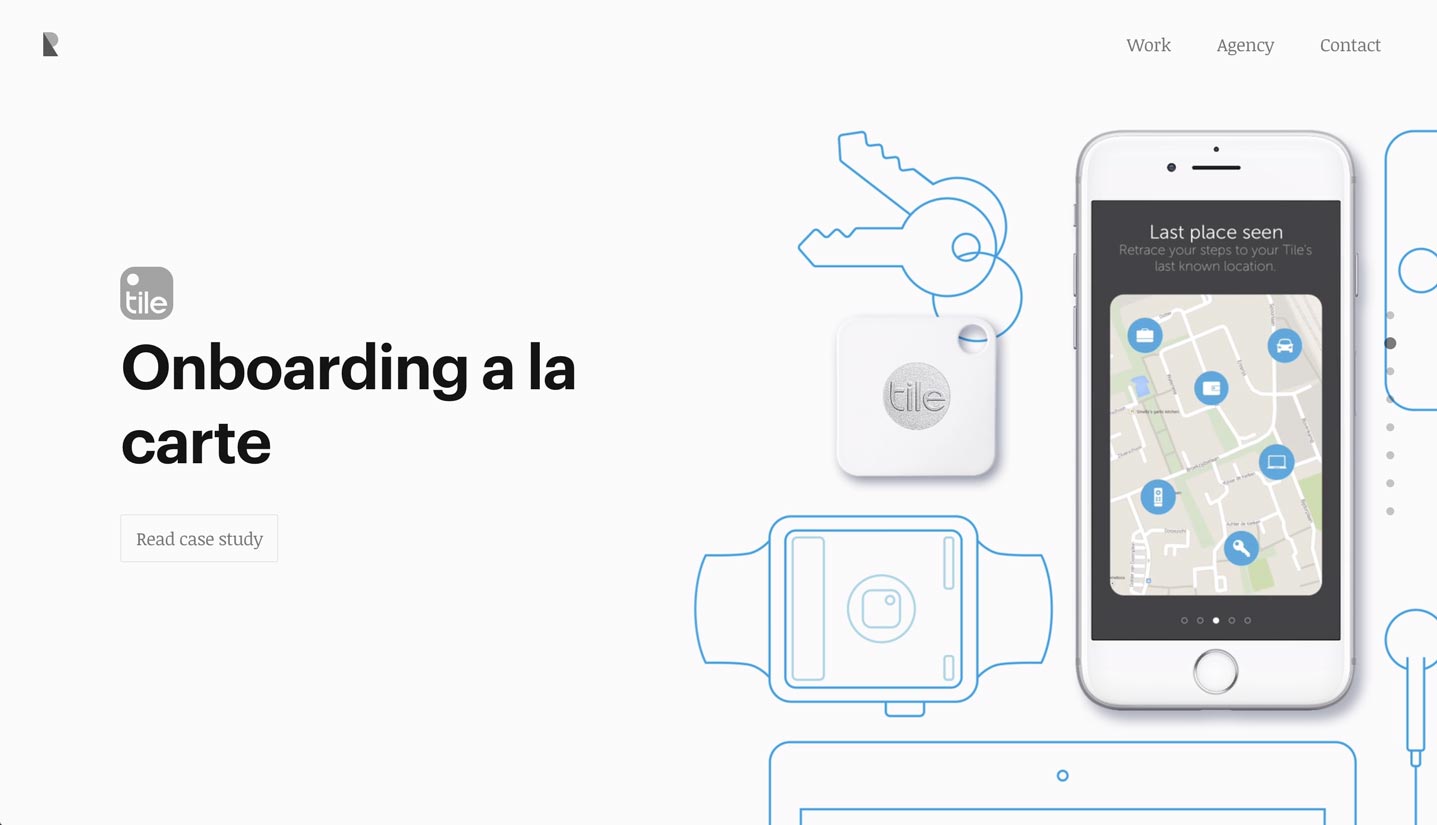 Work
Agency
Contact
tile
Onboarding a la
carte
Read case study
tile
Last place seen
Retrace your steps to your Tile's
last known location.